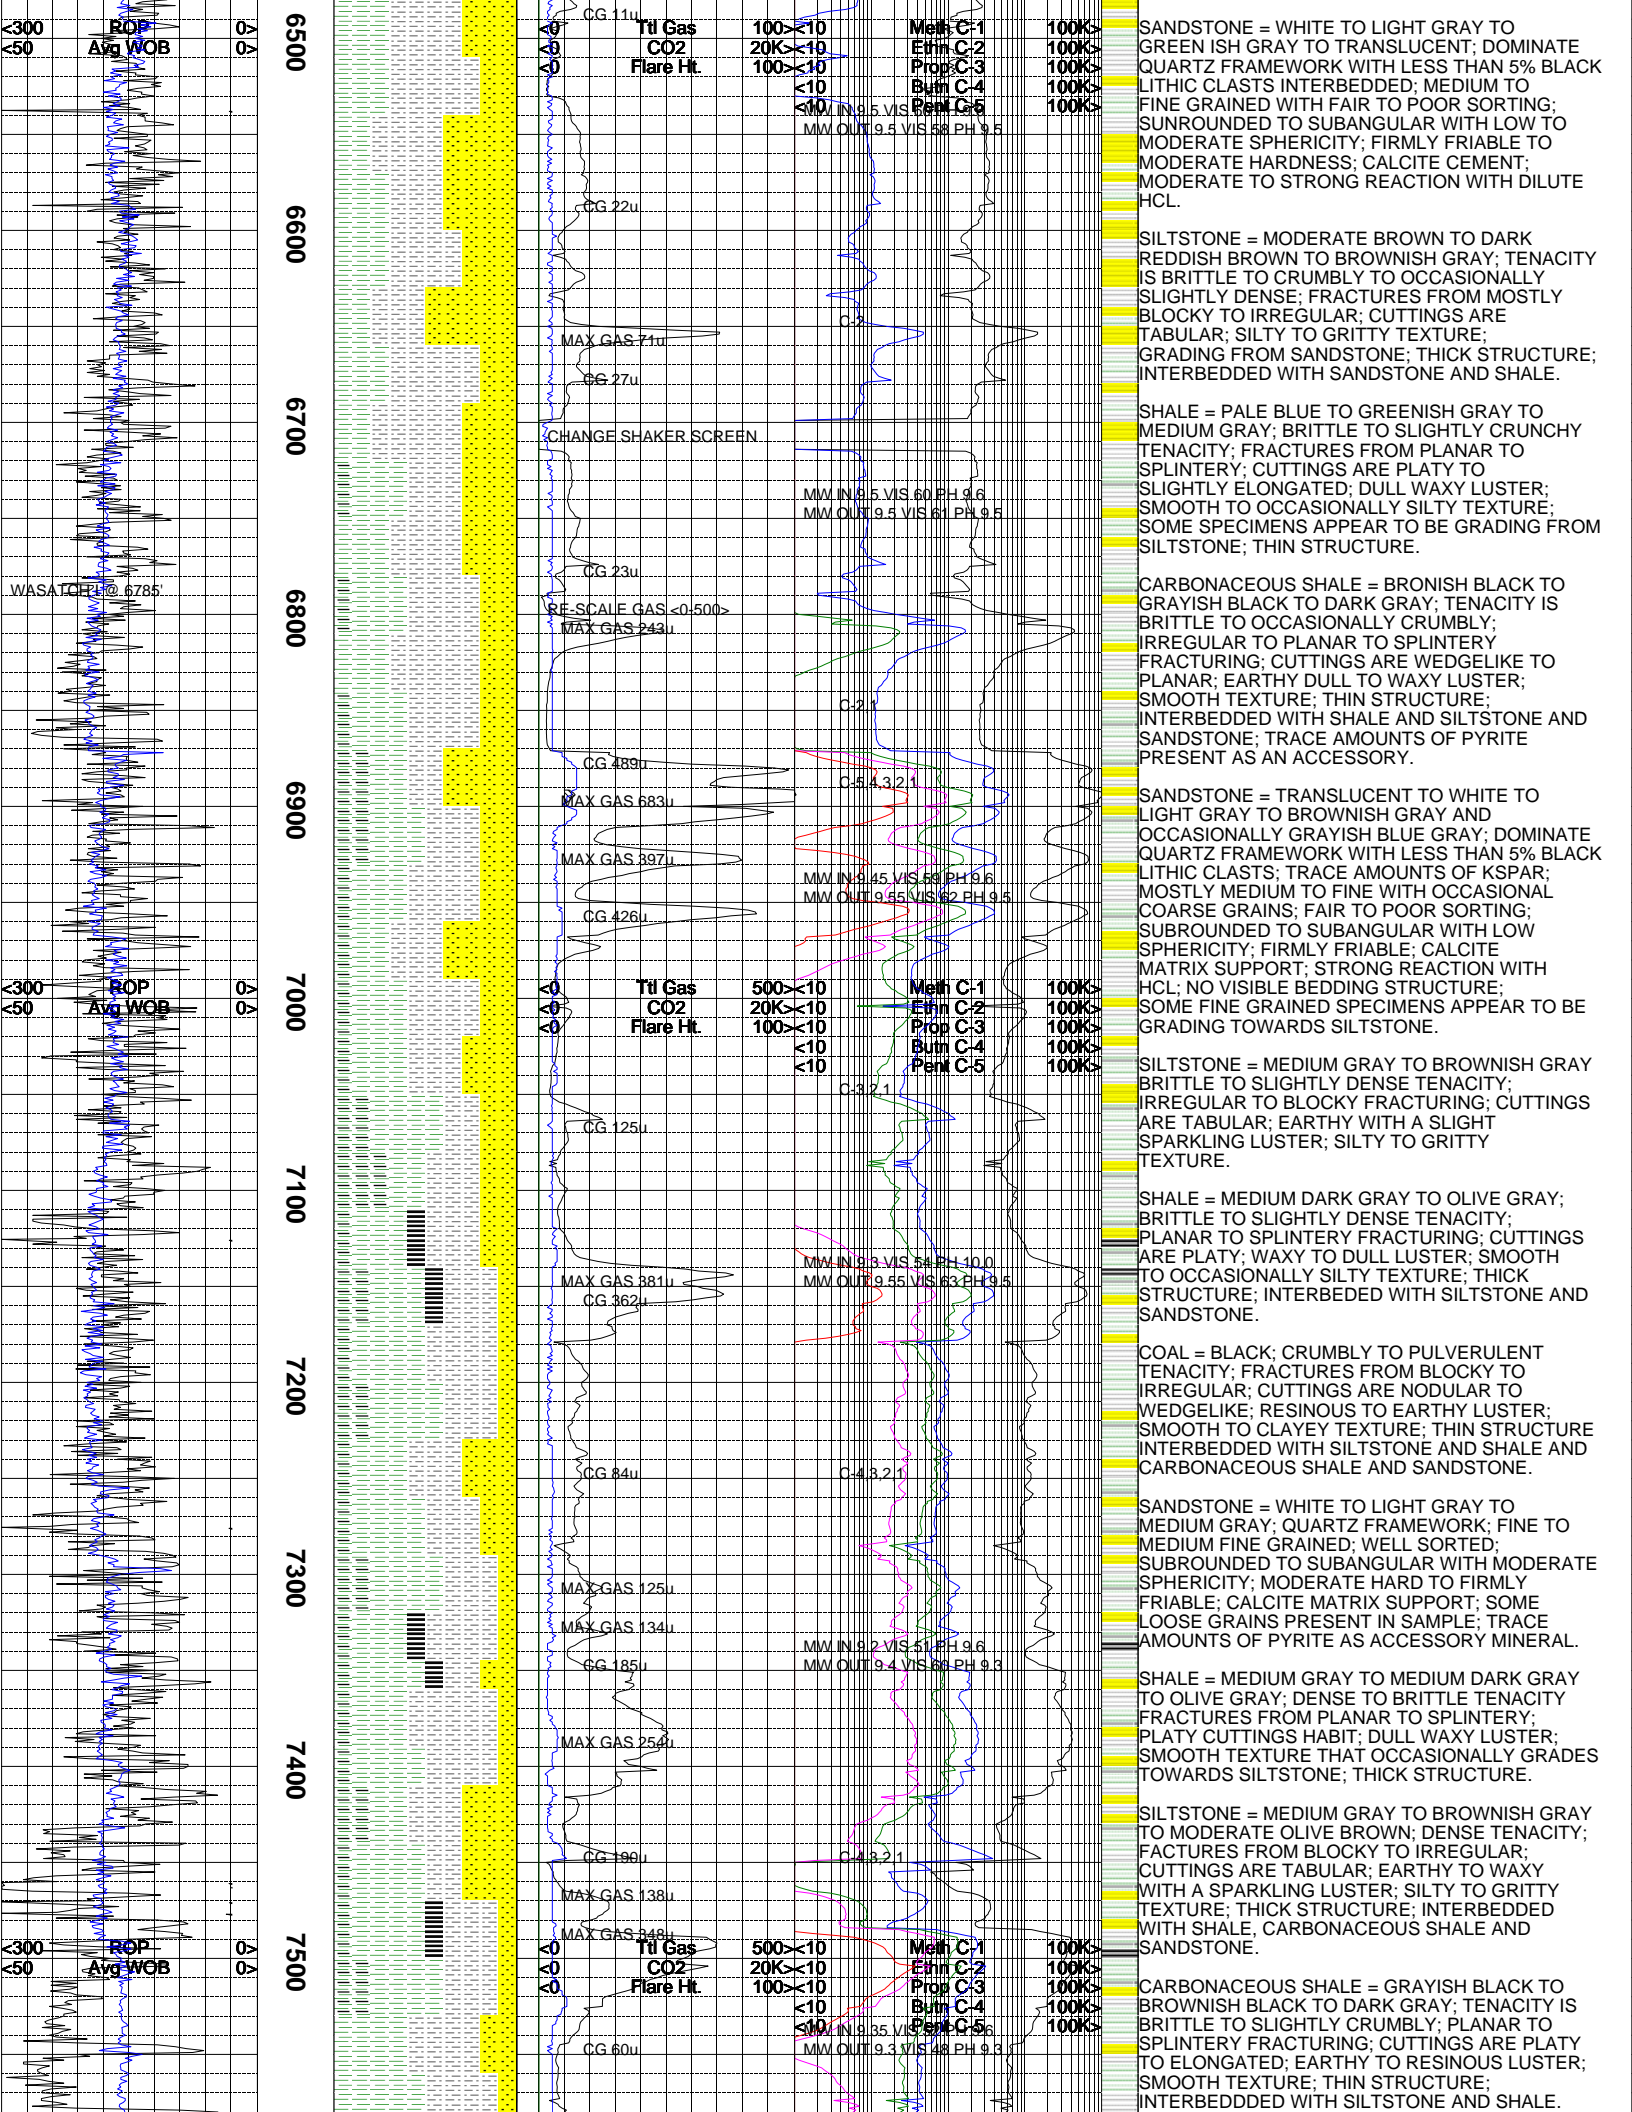 <300 ROP 0>
<50 Avg WOB 0>
<0 Ttl Gas 100>
<0 CO2 20K>
<0 Flare Ht. 100>
<10 Meth C-1 100K>
<10 Ethn C-2 100K>
<10 Prop C-3 100K>
<10 Butn C-4 100K>
<10 Pent C-5 100K>
6500
6600
6700
6800
6900
7000
7100
7200
7300
7400
7500
WASATCH I @ 6785'
CG 11u
CG 22u
MAX GAS 71u
CG 27u
CHANGE SHAKER SCREEN
CG 23u
RE-SCALE GAS <0-500>
MAX GAS 243u
CG 489u
MAX GAS 683u
MAX GAS 397u
CG 426u
MW OUT 9.5 VIS 58 PH 9.5
C-2
MW IN 9.5 VIS 60 PH 9.6
MW OUT 9.5 VIS 61 PH 9.5
C-2,1
C-5,4,3,2,1
MW IN 9.45 VIS 59 PH 9.6
MW OUT 9.55 VIS 62 PH 9.5
<300 ROP 0>
<50 Avg WOB 0>
<0 Ttl Gas 500>
<0 CO2 20K>
<0 Flare Ht. 100>
<10 Meth C-1 100K>
<10 Ethn C-2 100K>
<10 Prop C-3 100K>
<10 Butn C-4 100K>
<10 Pent C-5 100K>
C-3,2,1
CG 125u
MW IN 9.3 VIS 54 PH 10.0
MAX GAS 381u
MW OUT 9.55 VIS 63 PH 9.5
CG 362u
CG 84u
C-4,3,2,1
MAX GAS 125u
MAX GAS 134u
MW IN 9.2 VIS 51 PH 9.6
CG 185u
MW OUT 9.4 VIS 60 PH 9.3
MAX GAS 254u
CG 190u
C-4,3,2,1
MAX GAS 138u
MAX GAS 348u
<300 ROP 0>
<50 Avg WOB 0>
<0 Ttl Gas 500>
<0 CO2 20K>
<0 Flare Ht. 100>
<10 Meth C-1 100K>
<10 Ethn C-2 100K>
<10 Prop C-3 100K>
<10 Butn C-4 100K>
<10 Pent C-5 100K>
MW IN 9.35
CG 60u
MW OUT 9.3 VIS 48 PH 9.3
SANDSTONE = WHITE TO LIGHT GRAY TO
GREEN ISH GRAY TO TRANSLUCENT; DOMINATE
QUARTZ FRAMEWORK WITH LESS THAN 5% BLACK
LITHIC CLASTS INTERBEDDED; MEDIUM TO
FINE GRAINED WITH FAIR TO POOR SORTING;
SUNROUNDED TO SUBANGULAR WITH LOW TO
MODERATE SPHERICITY; FIRMLY FRIABLE TO
MODERATE HARDNESS; CALCITE CEMENT;
MODERATE TO STRONG REACTION WITH DILUTE
HCL.
SILTSTONE = MODERATE BROWN TO DARK
REDDISH BROWN TO BROWNISH GRAY; TENACITY
IS BRITTLE TO CRUMBLY TO OCCASIONALLY
SLIGHTLY DENSE; FRACTURES FROM MOSTLY
BLOCKY TO IRREGULAR; CUTTINGS ARE
TABULAR; SILTY TO GRITTY TEXTURE;
GRADING FROM SANDSTONE; THICK STRUCTURE;
INTERBEDDED WITH SANDSTONE AND SHALE.
SHALE = PALE BLUE TO GREENISH GRAY TO
MEDIUM GRAY; BRITTLE TO SLIGHTLY CRUNCHY
TENACITY; FRACTURES FROM PLANAR TO
SPLINTERY; CUTTINGS ARE PLATY TO
SLIGHTLY ELONGATED; DULL WAXY LUSTER;
SMOOTH TO OCCASIONALLY SILTY TEXTURE;
SOME SPECIMENS APPEAR TO BE GRADING FROM
SILTSTONE; THIN STRUCTURE.
CARBONACEOUS SHALE = BRONISH BLACK TO
GRAYISH BLACK TO DARK GRAY; TENACITY IS
BRITTLE TO OCCASIONALLY CRUMBLY;
IRREGULAR TO PLANAR TO SPLINTERY
FRACTURING; CUTTINGS ARE WEDGELIKE TO
PLANAR; EARTHY DULL TO WAXY LUSTER;
SMOOTH TEXTURE; THIN STRUCTURE;
INTERBEDDED WITH SHALE AND SILTSTONE AND
SANDSTONE; TRACE AMOUNTS OF PYRITE
PRESENT AS AN ACCESSORY.
SANDSTONE = TRANSLUCENT TO WHITE TO
LIGHT GRAY TO BROWNISH GRAY AND
OCCASIONALLY GRAYISH BLUE GRAY; DOMINATE
QUARTZ FRAMEWORK WITH LESS THAN 5% BLACK
LITHIC CLASTS; TRACE AMOUNTS OF KSPAR;
MOSTLY MEDIUM TO FINE WITH OCCASIONAL
COARSE GRAINS; FAIR TO POOR SORTING;
SUBROUNDED TO SUBANGULAR WITH LOW
SPHERICITY; FIRMLY FRIABLE; CALCITE
MATRIX SUPPORT; STRONG REACTION WITH
HCL; NO VISIBLE BEDDING STRUCTURE;
SOME FINE GRAINED SPECIMENS APPEAR TO BE
GRADING TOWARDS SILTSTONE.
SILTSTONE = MEDIUM GRAY TO BROWNISH GRAY
BRITTLE TO SLIGHTLY DENSE TENACITY;
IRREGULAR TO BLOCKY FRACTURING; CUTTINGS
ARE TABULAR; EARTHY WITH A SLIGHT
SPARKLING LUSTER; SILTY TO GRITTY
TEXTURE.
SHALE = MEDIUM DARK GRAY TO OLIVE GRAY;
BRITTLE TO SLIGHTLY DENSE TENACITY;
PLANAR TO SPLINTERY FRACTURING; CUTTINGS
ARE PLATY; WAXY TO DULL LUSTER; SMOOTH
TO OCCASIONALLY SILTY TEXTURE; THICK
STRUCTURE; INTERBEDED WITH SILTSTONE AND
SANDSTONE.
COAL = BLACK; CRUMBLY TO PULVERULENT
TENACITY; FRACTURES FROM BLOCKY TO
IRREGULAR; CUTTINGS ARE NODULAR TO
WEDGELIKE; RESINOUS TO EARTHY LUSTER;
SMOOTH TO CLAYEY TEXTURE; THIN STRUCTURE
INTERBEDDED WITH SILTSTONE AND SHALE AND
CARBONACEOUS SHALE AND SANDSTONE.
SANDSTONE = WHITE TO LIGHT GRAY TO
MEDIUM GRAY; QUARTZ FRAMEWORK; FINE TO
MEDIUM FINE GRAINED; WELL SORTED;
SUBROUNDED TO SUBANGULAR WITH MODERATE
SPHERICITY; MODERATE HARD TO FIRMLY
FRIABLE; CALCITE MATRIX SUPPORT; SOME
LOOSE GRAINS PRESENT IN SAMPLE; TRACE
AMOUNTS OF PYRITE AS ACCESSORY MINERAL.
SHALE = MEDIUM GRAY TO MEDIUM DARK GRAY
TO OLIVE GRAY; DENSE TO BRITTLE TENACITY
FRACTURES FROM PLANAR TO SPLINTERY;
PLATY CUTTINGS HABIT; DULL WAXY LUSTER;
SMOOTH TEXTURE THAT OCCASIONALLY GRADES
TOWARDS SILTSTONE; THICK STRUCTURE.
SILTSTONE = MEDIUM GRAY TO BROWNISH GRAY
TO MODERATE OLIVE BROWN; DENSE TENACITY;
FACTURES FROM BLOCKY TO IRREGULAR;
CUTTINGS ARE TABULAR; EARTHY TO WAXY
WITH A SPARKLING LUSTER; SILTY TO GRITTY
TEXTURE; THICK STRUCTURE; INTERBEDDED
WITH SHALE, CARBONACEOUS SHALE AND
SANDSTONE.
CARBONACEOUS SHALE = GRAYISH BLACK TO
BROWNISH BLACK TO DARK GRAY; TENACITY IS
BRITTLE TO SLIGHTLY CRUMBLY; PLANAR TO
SPLINTERY FRACTURING; CUTTINGS ARE PLATY
TO ELONGATED; EARTHY TO RESINOUS LUSTER;
SMOOTH TEXTURE; THIN STRUCTURE;
INTERBEDDDED WITH SILTSTONE AND SHALE.